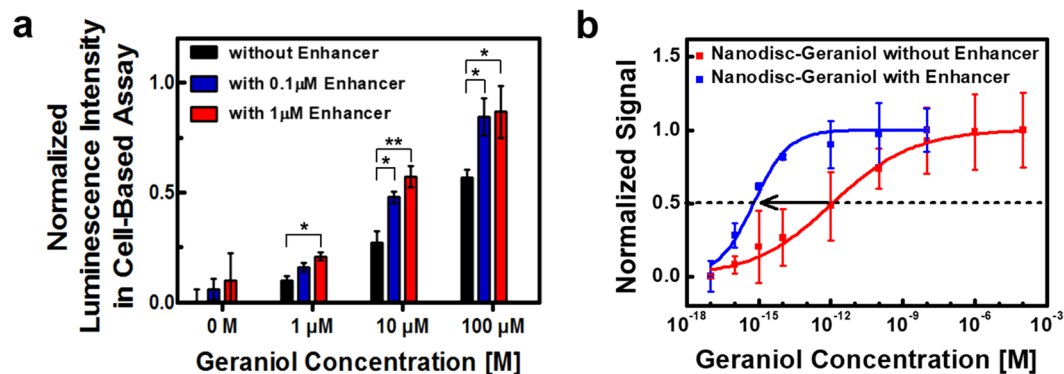 a
Normalized
Luminescence Intensity
in Cell-Based Assay
1.0
0.5
0.0
without Enhancer
with 0.1µM Enhancer
with 1µM Enhancer
*
*
**
*
*
*
0 M
1 µM
10 µM
100 µM
Geraniol Concentration [M]
b
Normalized Signal
1.5
1.0
0.5
0.0
Nanodisc-Geraniol without Enhancer
Nanodisc-Geraniol with Enhancer
10⁻¹⁸ 10⁻¹⁵ 10⁻¹² 10⁻⁹ 10⁻⁶ 10⁻³
Geraniol Concentration [M]